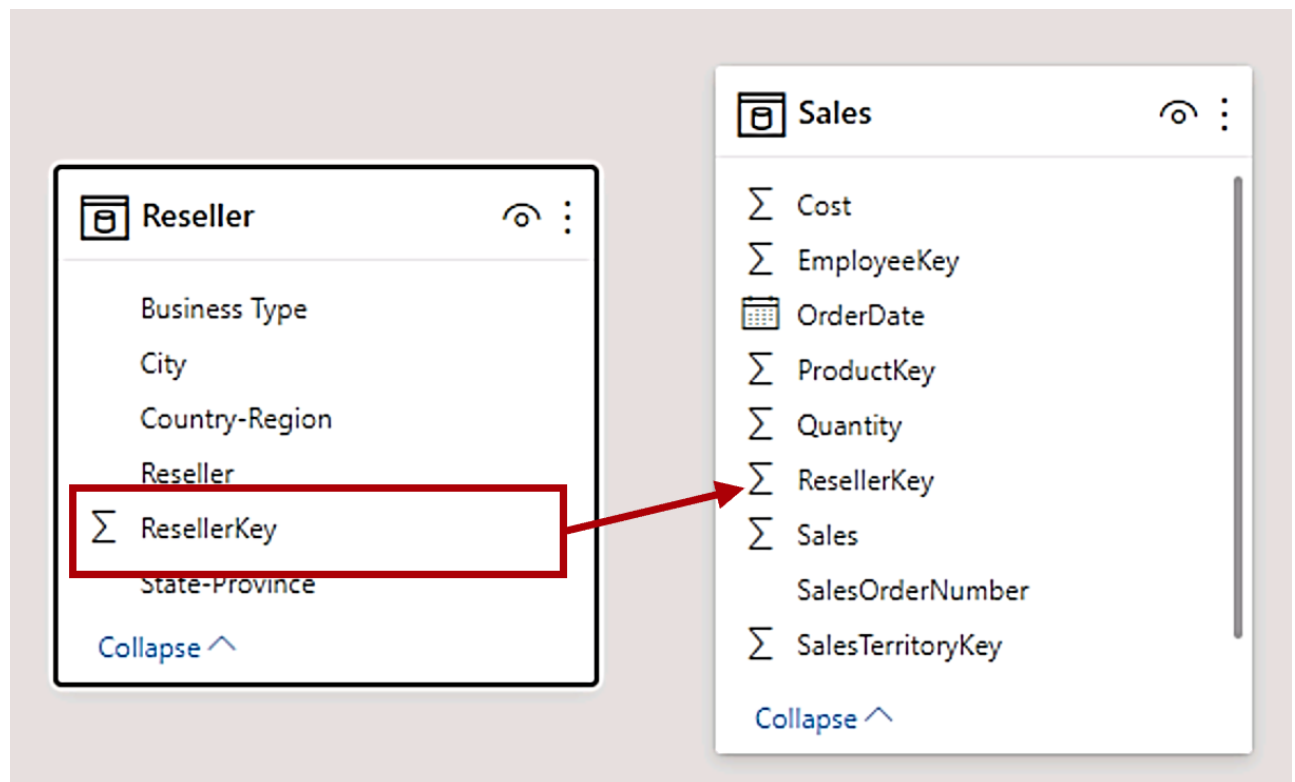 Reseller
Business Type
City
Country-Region
Reseller
ResellerKey
State-Province
Collapse
Sales
Cost
EmployeeKey
OrderDate
ProductKey
Quantity
ResellerKey
Sales
SalesOrderNumber
SalesTerritoryKey
Collapse